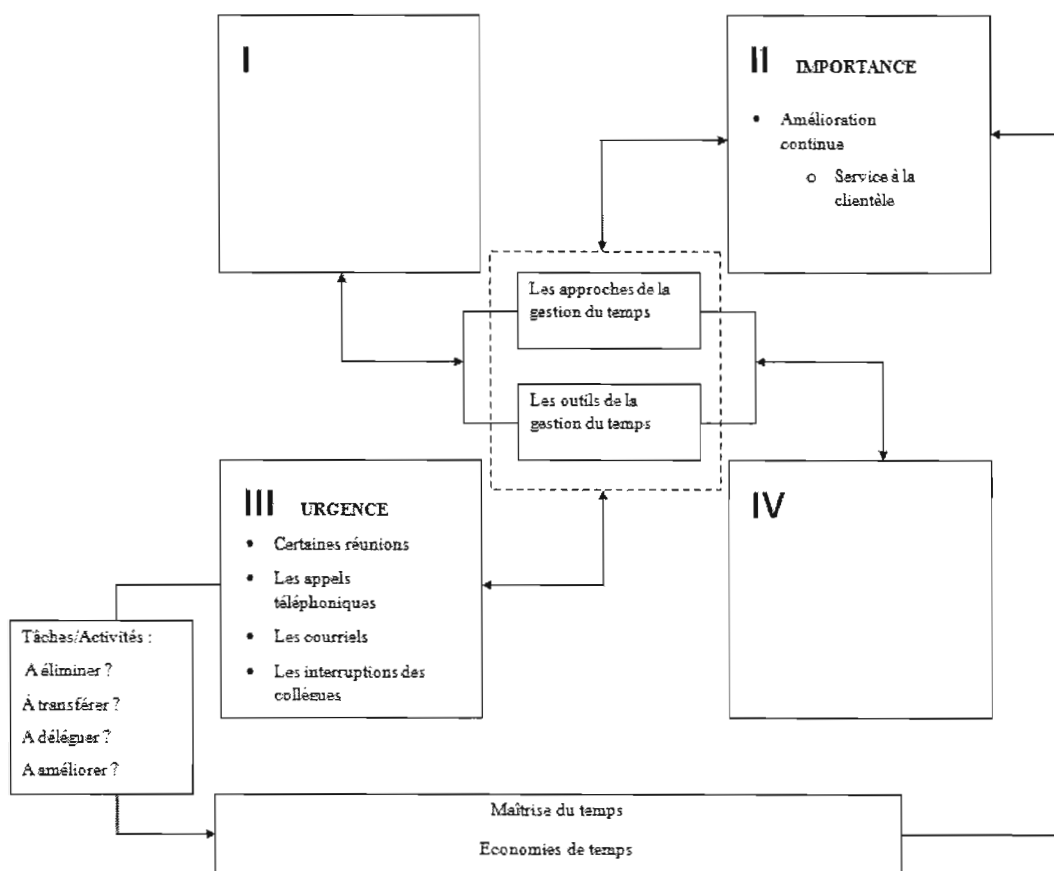 I
II IMPORTANCE
• Amélioration
continue
o Service à la
clientèle
Les approches de la
gestion du temps
Les outils de la
gestion du temps
III URGENCE
• Certaines réunions
• Les appels
téléphoniques
• Les courriels
• Les interruptions des
collègues
IV
Tâches/Activités :
A éliminer ?
À transférer ?
A déléguer ?
A améliorer ?
Maîtrise du temps
Economies de temps